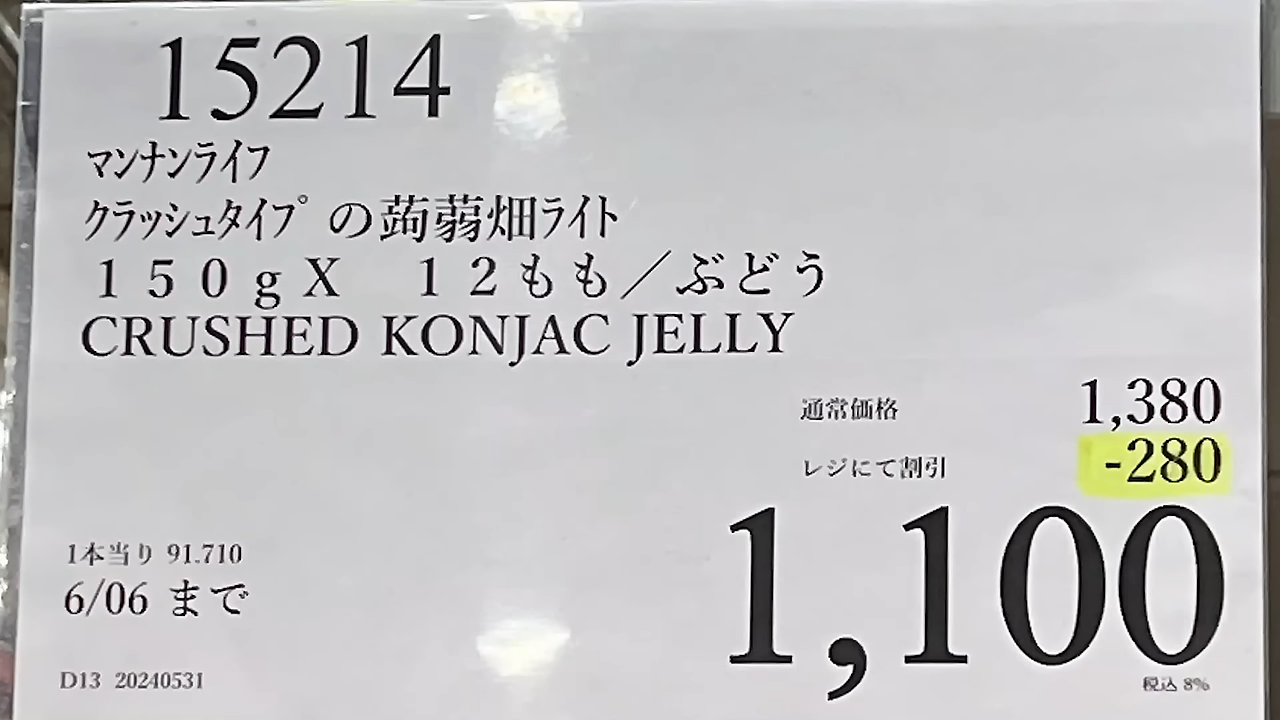 15214
ﾏﾝﾅﾝﾗｲﾌ
ｸﾗｯｼｭﾀｲﾌﾟの蒟蒻畑ﾗｲﾄ
１５０ｇＸ　１２もも／ぶどう
CRUSHED KONJAC JELLY
通常価格 1,380
レジにて割引 -280
1,100
1本当り 91.710
6/06 まで
D13 20240531
税込 8%